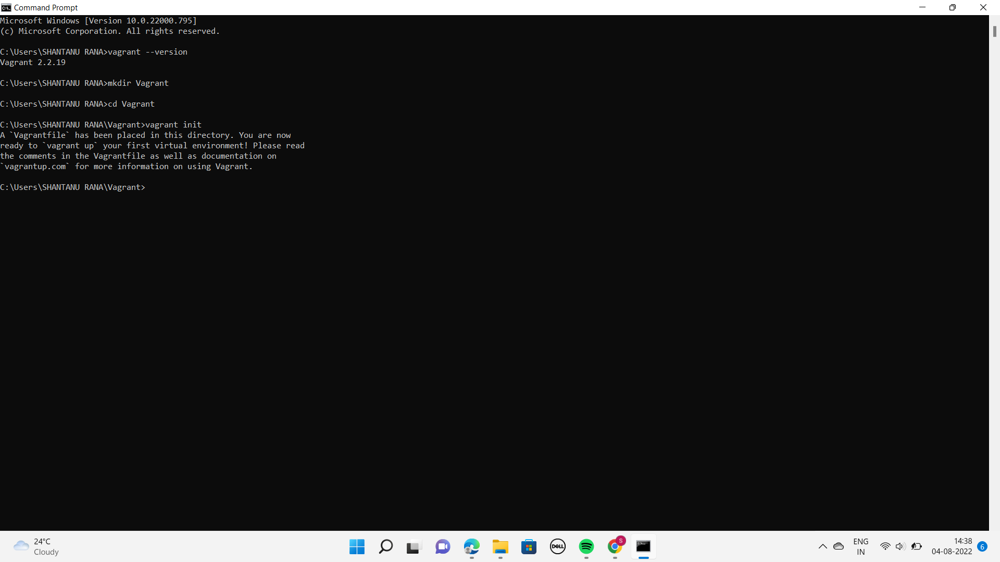 Command Prompt
Microsoft Windows [Version 10.0.22000.795]
(c) Microsoft Corporation. All rights reserved.
C:\Users\SHANTANU RANA>vagrant --version
Vagrant 2.2.19
C:\Users\SHANTANU RANA>mkdir Vagrant
C:\Users\SHANTANU RANA>cd Vagrant
C:\Users\SHANTANU RANA\Vagrant>vagrant init
A `Vagrantfile` has been placed in this directory. You are now
ready to `vagrant up` your first virtual environment! Please read
the comments in the Vagrantfile as well as documentation on
`vagrantup.com` for more information on using Vagrant.
C:\Users\SHANTANU RANA\Vagrant>
24°C
Cloudy
DELL
S
ENG
IN
14:38
04-08-2022
6